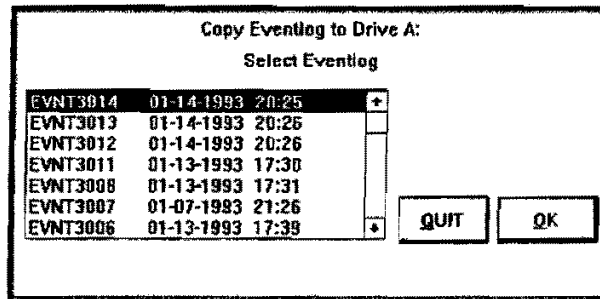 Copy Eventlog to Drive A:
Select Eventlog
EVNT3014 01-14-1993 20:25
EVNT3013 01-14-1993 20:26
EVNT3012 01-14-1993 20:26
EVNT3011 01-13-1993 17:30
EVNT3008 01-13-1993 17:31
EVNT3007 01-07-1993 21:26
EVNT3006 01-13-1993 17:39
QUIT OK